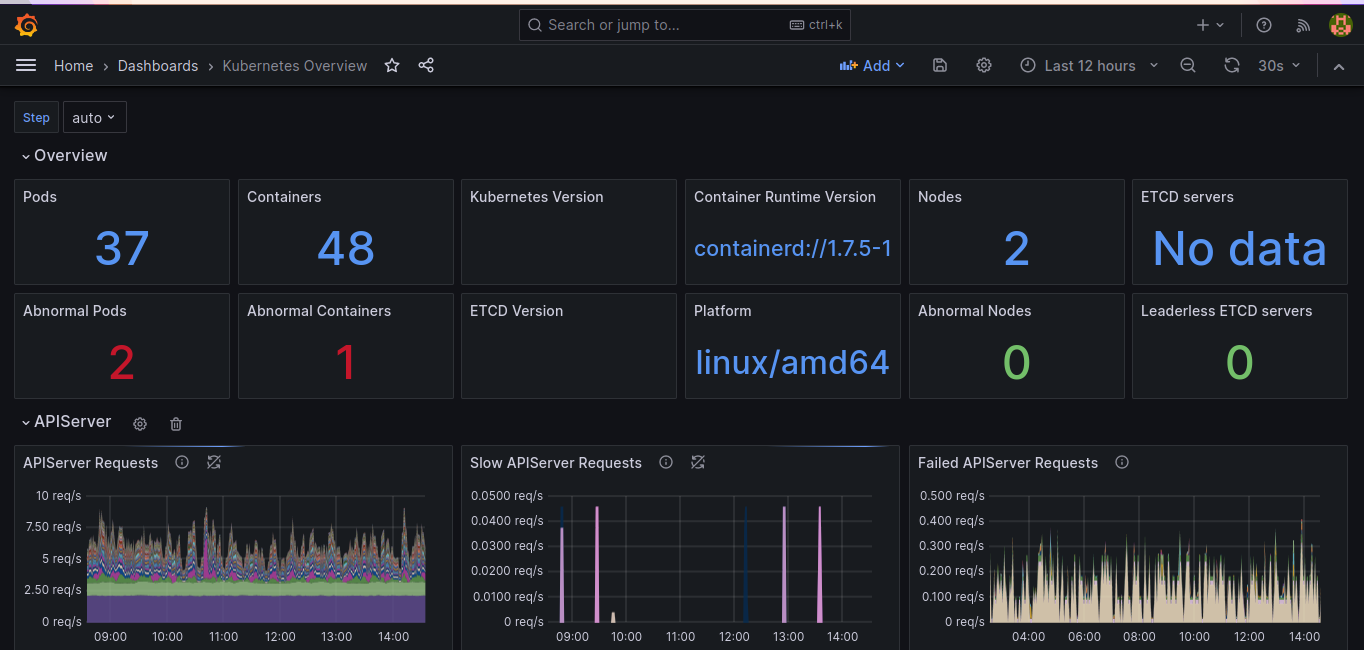 Search or jump to... ctrl+k
Home › Dashboards › Kubernetes Overview Add Last 12 hours 30s
Step auto
Overview
Pods Containers Kubernetes Version Container Runtime Version Nodes ETCD servers
37 48 containerd://1.7.5-1 2 No data
Abnormal Pods Abnormal Containers ETCD Version Platform Abnormal Nodes Leaderless ETCD servers
2 1 linux/amd64 0 0
APIServer
APIServer Requests Slow APIServer Requests Failed APIServer Requests
10 req/s
7.50 req/s
5 req/s
2.50 req/s
0 req/s
09:00 10:00 11:00 12:00 13:00 14:00
0.0500 req/s
0.0400 req/s
0.0300 req/s
0.0200 req/s
0.0100 req/s
0 req/s
09:00 10:00 11:00 12:00 13:00 14:00
0.500 req/s
0.400 req/s
0.300 req/s
0.200 req/s
0.100 req/s
0 req/s
04:00 06:00 08:00 10:00 12:00 14:00